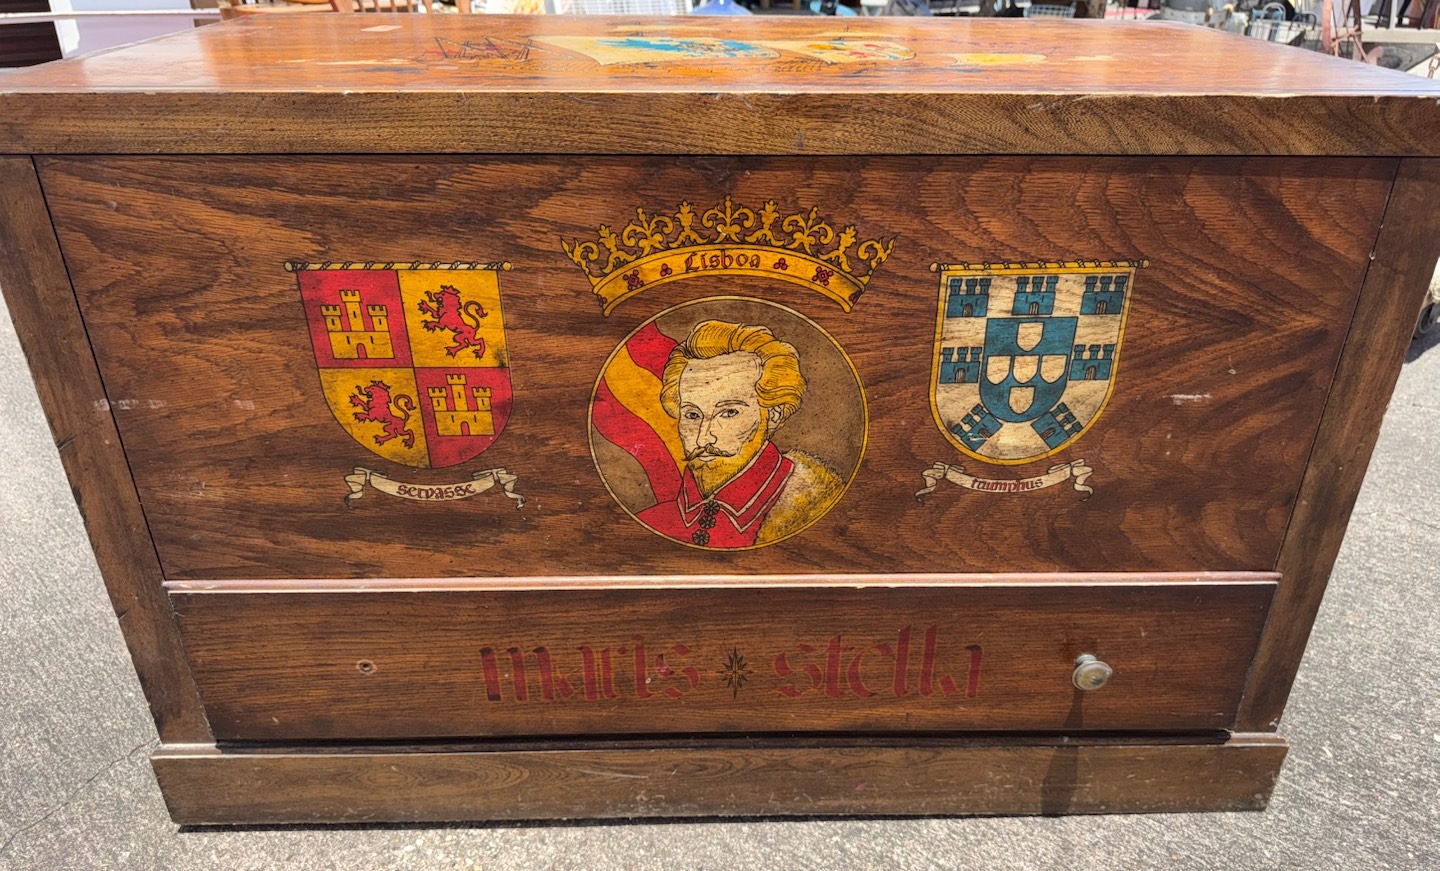 Lisboa
servasse
triumphus
maris stella